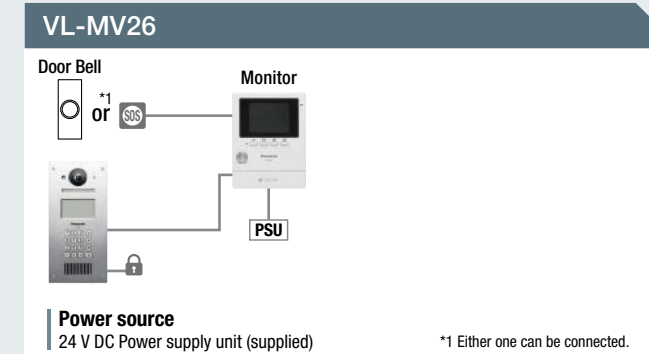 VL-MV26
Door Bell
Monitor
*1
or
SOS
Panasonic
PSU
Power source
24 V DC Power supply unit (supplied)
*1 Either one can be connected.